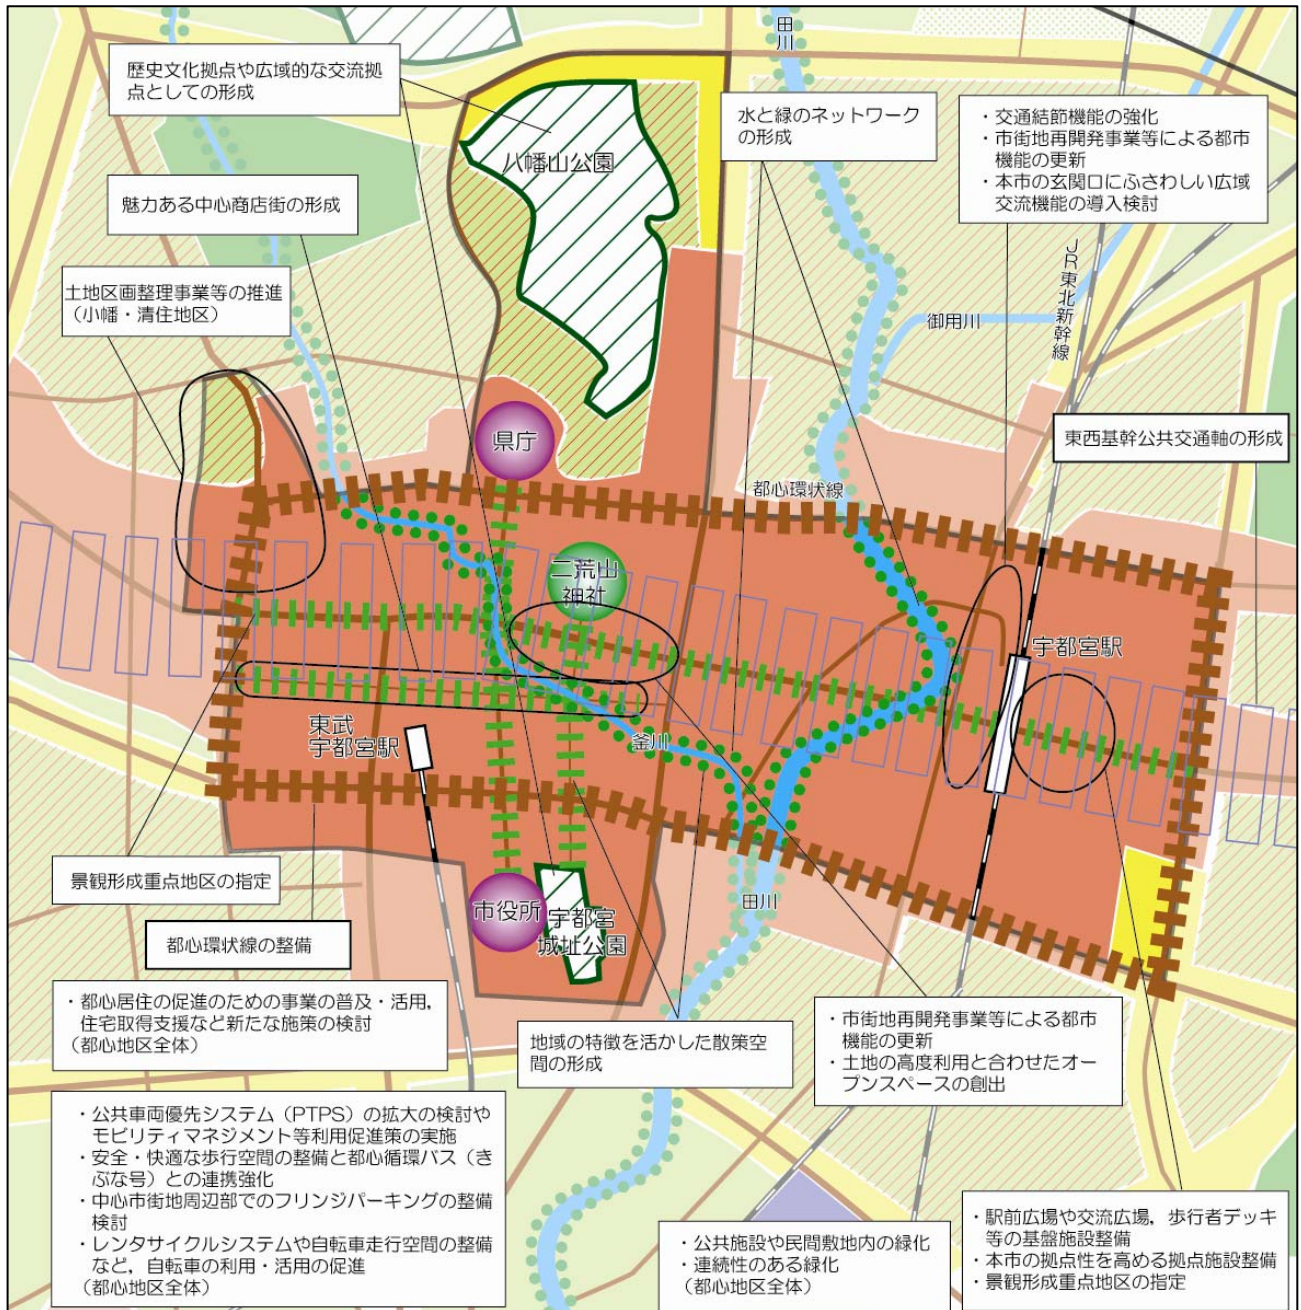 田川
歴史文化拠点や広域的な交流拠
点としての形成
水と緑のネットワーク
の形成
・交通結節機能の強化
・市街地再開発事業等による都市
機能の更新
・本市の玄関口にふさわしい広域
交流機能の導入検討
八幡山公園
魅力ある中心商店街の形成
JR東北新幹線
土地区画整理事業等の推進
（小幡・清住地区）
御用川
県庁
東西基幹公共交通軸の形成
都心環状線
二荒山
神社
宇都宮駅
東武
宇都宮駅
釜川
景観形成重点地区の指定
市役所
宇都宮
城址公園
田川
都心環状線の整備
・都心居住の促進のための事業の普及・活用，
住宅取得支援など新たな施策の検討
（都心地区全体）
地域の特徴を活かした散策空
間の形成
・市街地再開発事業等による都市
機能の更新
・土地の高度利用と合わせたオー
プンスペースの創出
・公共車両優先システム（PTPS）の拡大の検討や
モビリティマネジメント等利用促進策の実施
・安全・快適な歩行空間の整備と都心循環バス（き
ぶな号）との連携強化
・中心市街地周辺部でのフリンジパーキングの整備
検討
・レンタサイクルシステムや自転車走行空間の整備
など，自転車の利用・活用の促進
（都心地区全体）
・公共施設や民間敷地内の緑化
・連続性のある緑化
（都心地区全体）
・駅前広場や交流広場，歩行者デッキ
等の基盤施設整備
・本市の拠点性を高める拠点施設整備
・景観形成重点地区の指定